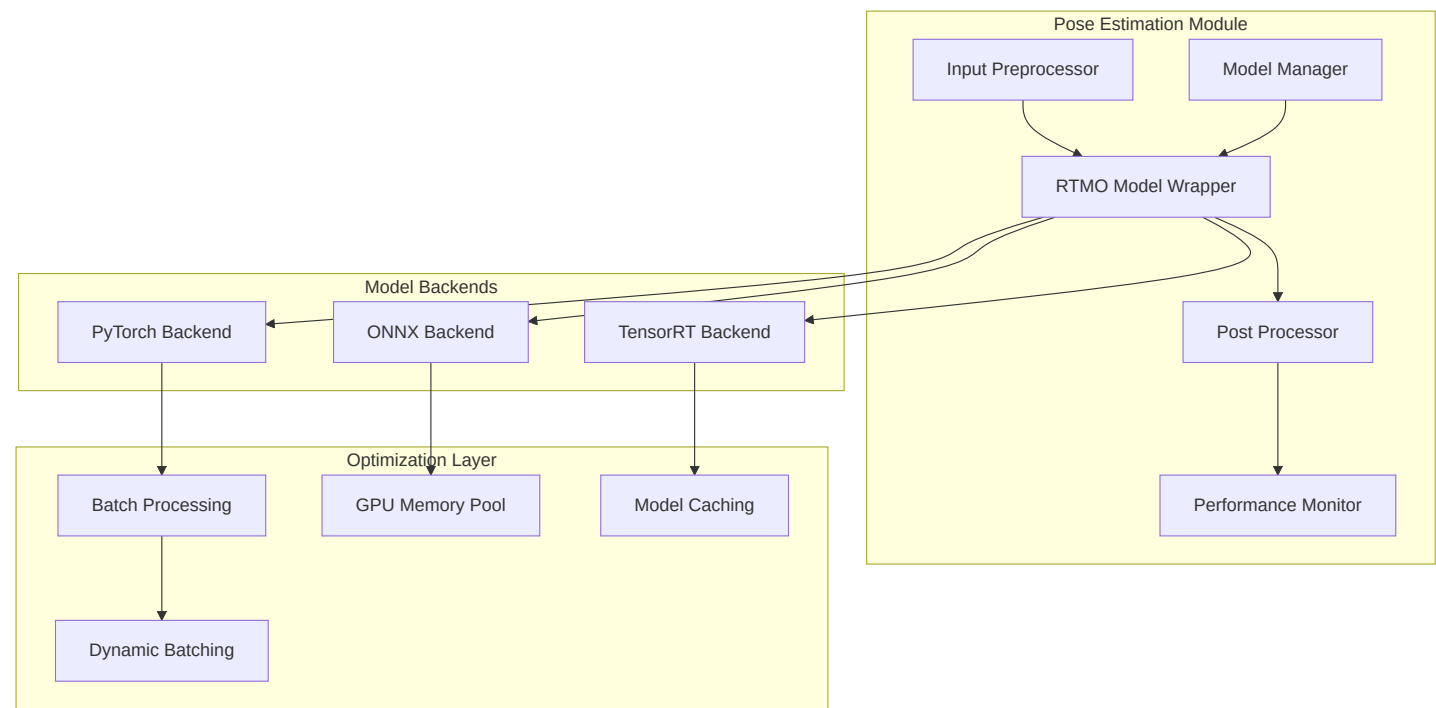 Pose Estimation Module
Input Preprocessor
Model Manager
RTMO Model Wrapper
Model Backends
PyTorch Backend
ONNX Backend
TensorRT Backend
Post Processor
Optimization Layer
Batch Processing
GPU Memory Pool
Model Caching
Performance Monitor
Dynamic Batching